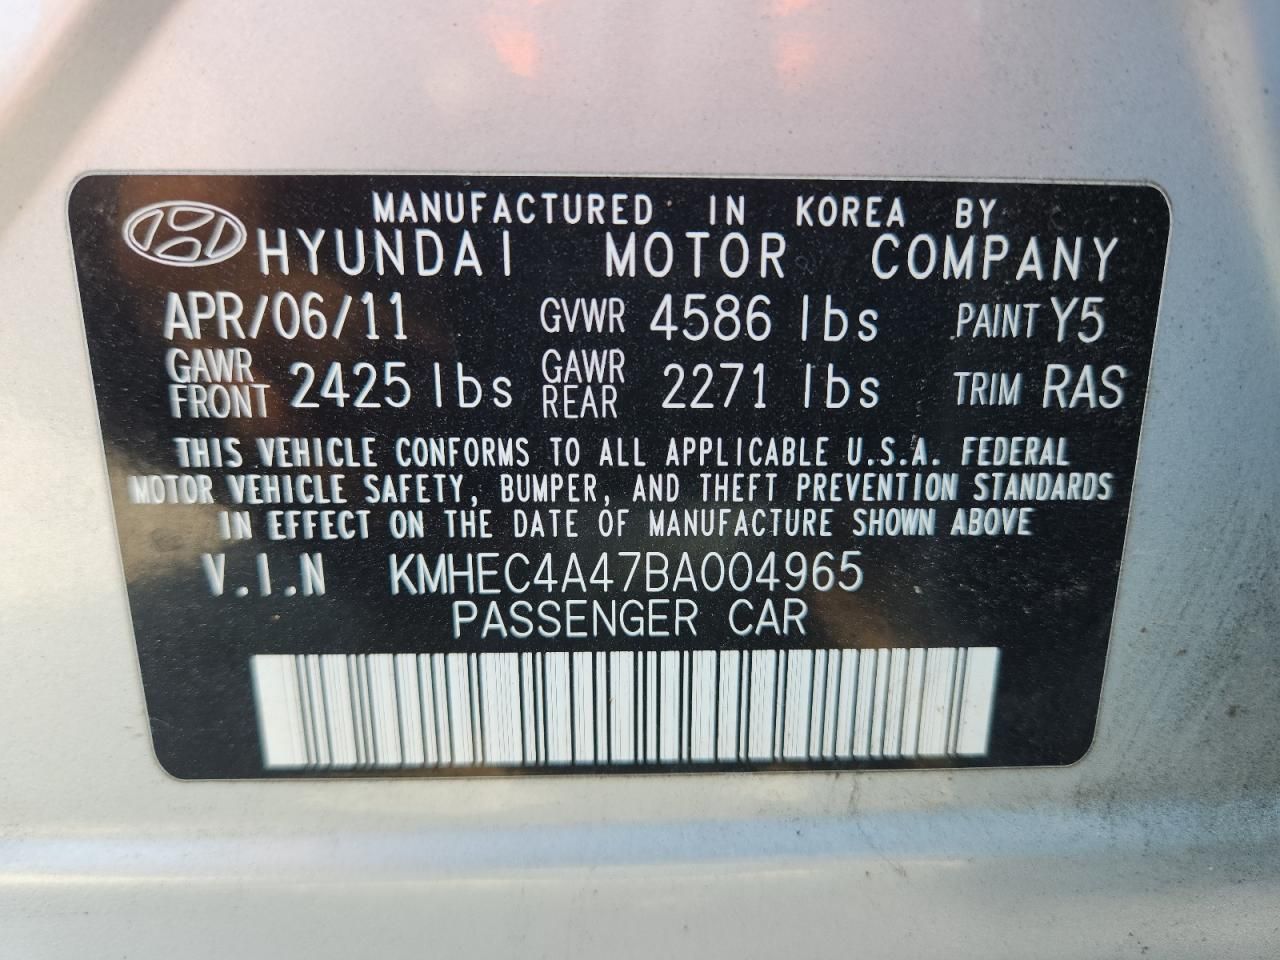 MANUFACTURED IN KOREA BY
HYUNDAI MOTOR COMPANY
APR/06/11 GVWR 4586 lbs PAINT Y5
GAWR FRONT 2425 lbs GAWR REAR 2271 lbs TRIM RAS
THIS VEHICLE CONFORMS TO ALL APPLICABLE U.S.A. FEDERAL
MOTOR VEHICLE SAFETY, BUMPER, AND THEFT PREVENTION STANDARDS
IN EFFECT ON THE DATE OF MANUFACTURE SHOWN ABOVE
V.I.N KMHEC4A47BA004965
PASSENGER CAR